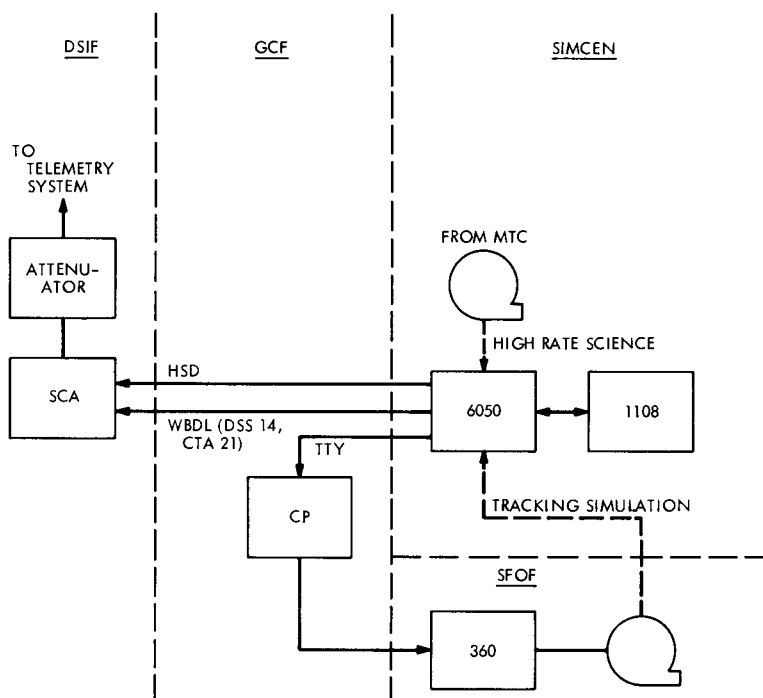 DSIF
GCF
SIMCEN
TO
TELEMETRY
SYSTEM
ATTENU-
ATOR
SCA
HSD
WBDL (DSS 14,
CTA 21)
TTY
CP
FROM MTC
HIGH RATE SCIENCE
6050
1108
TRACKING SIMULATION
SFOF
360